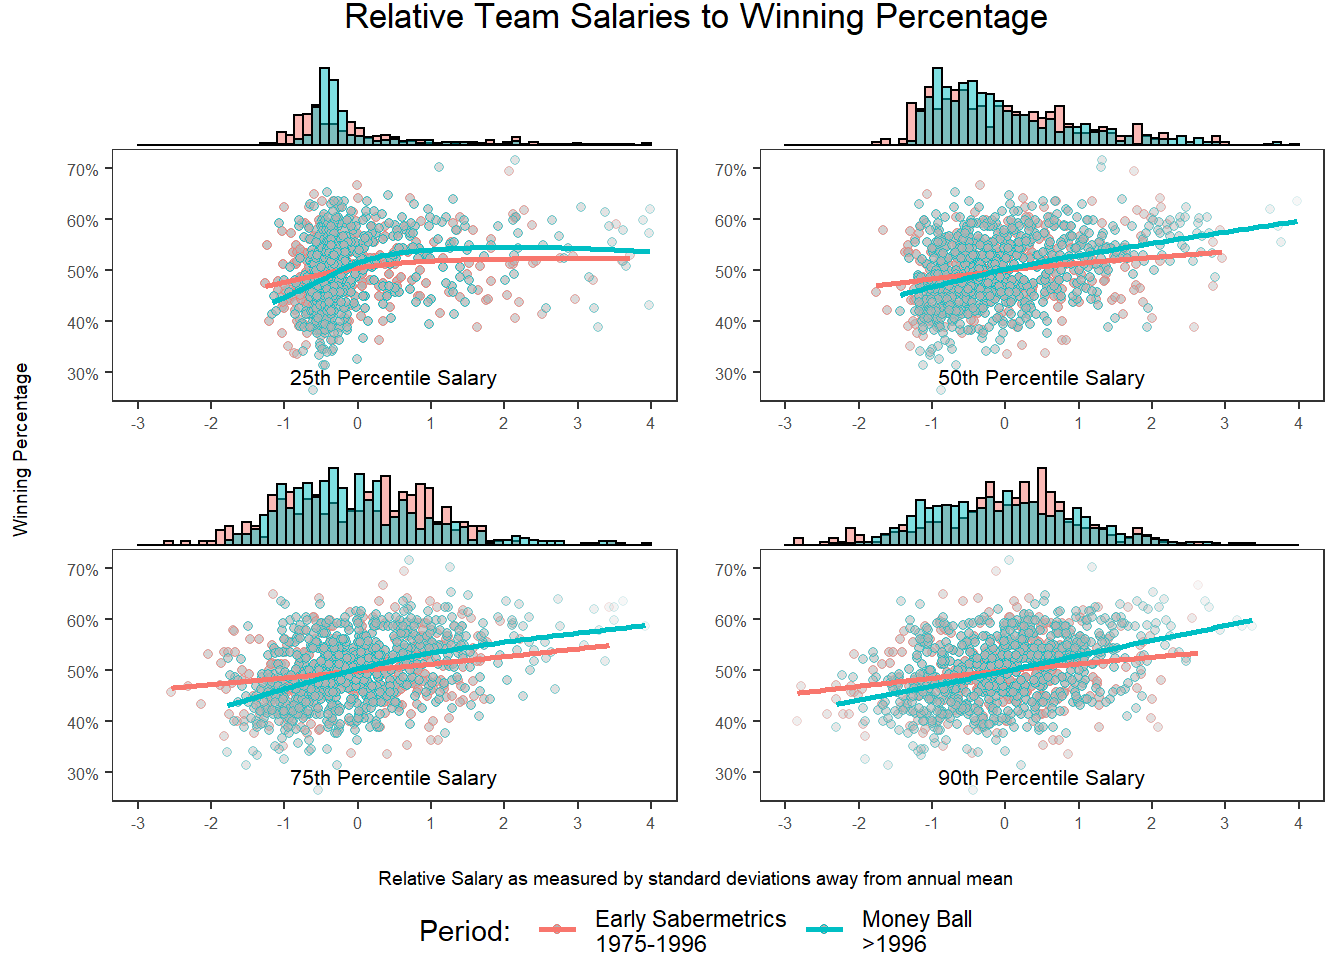 Relative Team Salaries to Winning Percentage
Winning Percentage
70%
60%
50%
40%
30%
25th Percentile Salary
-3 -2 -1 0 1 2 3 4
70%
60%
50%
40%
30%
50th Percentile Salary
-3 -2 -1 0 1 2 3 4
70%
60%
50%
40%
30%
75th Percentile Salary
-3 -2 -1 0 1 2 3 4
70%
60%
50%
40%
30%
90th Percentile Salary
-3 -2 -1 0 1 2 3 4
Relative Salary as measured by standard deviations away from annual mean
Period:
Early Sabermetrics
1975-1996
Money Ball
>1996